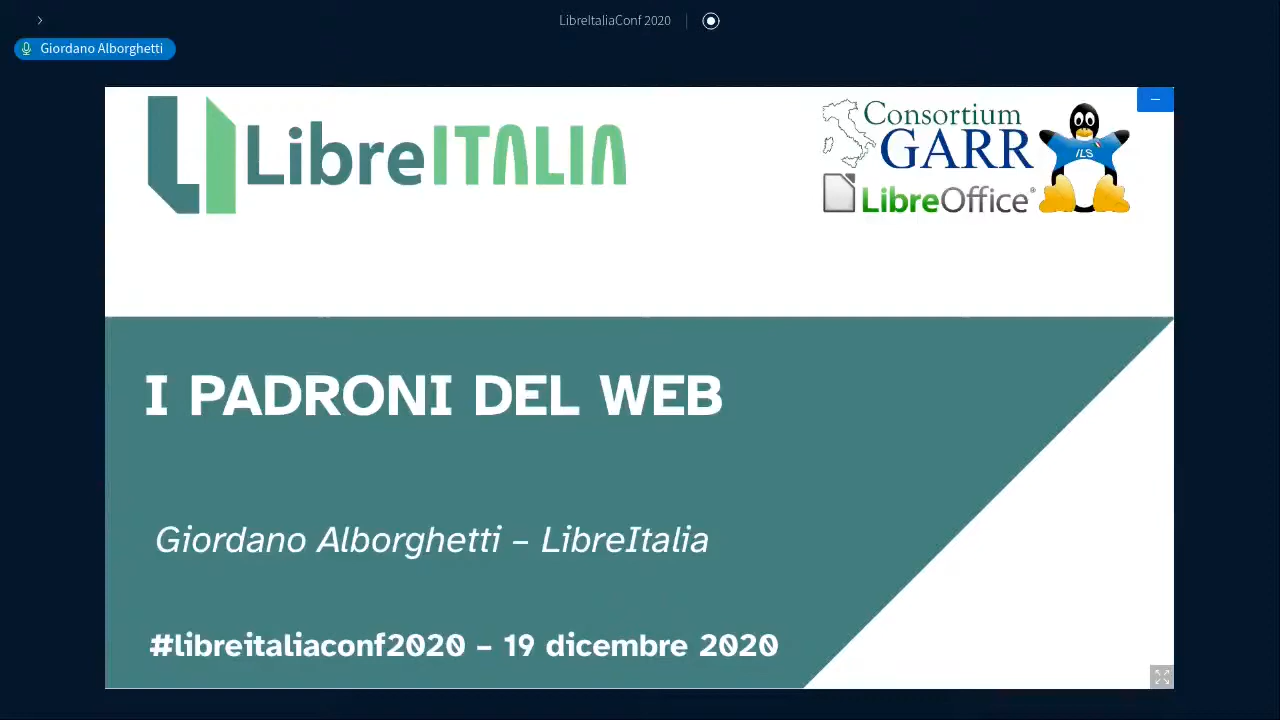 LibreItaliaConf 2020
Giordano Alborghetti
LibreITALIA
Consortium
GARR
ILS
LibreOffice®
I PADRONI DEL WEB
Giordano Alborghetti – LibreItalia
#libreitaliaconf2020 – 19 dicembre 2020